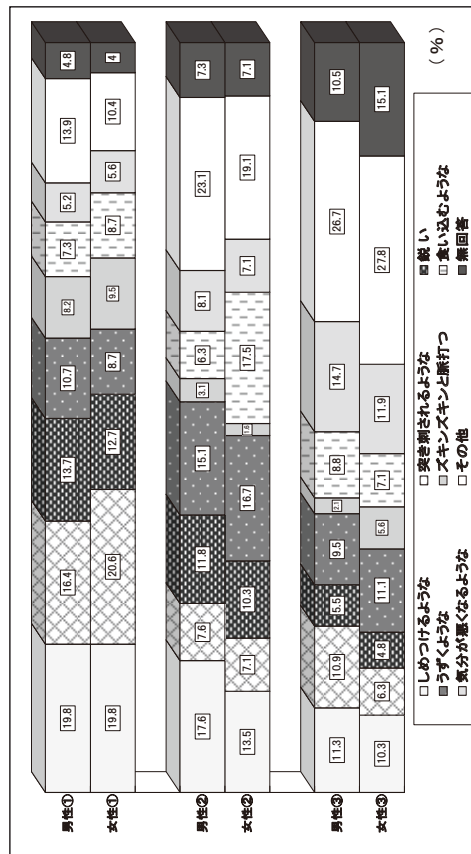 男性① 19.8 16.4 13.7 10.7 8.2 7.3 5.2 13.9 4.8
女性① 19.8 20.6 12.7 8.7 9.5 8.7 5.6 10.4 4
男性② 17.6 7.6 11.8 15.1 3.1 6.3 8.1 23.1 7.3
女性② 13.5 7.1 10.3 16.7 1.6 17.5 7.1 19.1 7.1
男性③ 11.3 10.9 5.5 9.5 2.1 8.8 14.7 26.7 10.5
女性③ 10.3 6.3 4.8 11.1 5.6 7.1 11.9 27.8 15.1
(%)
しめつけるような 突き刺されるような 鋭い
うずくような ズキンズキンと脈打つ 食い込むような
気分が悪くなるような その他 無回答